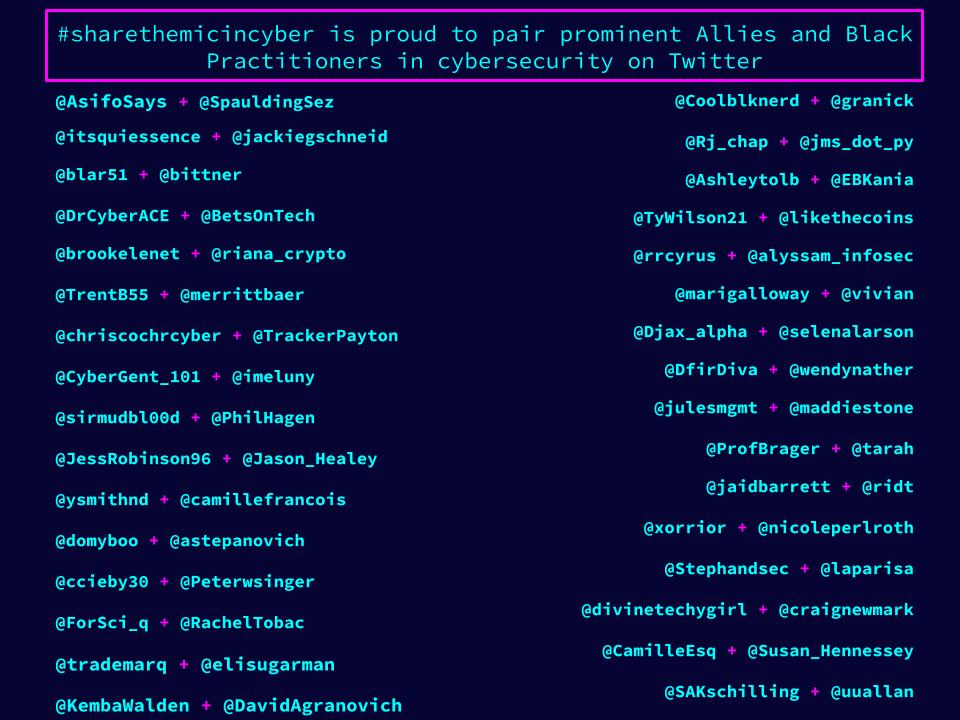 #sharethemicincyber is proud to pair prominent Allies and Black
Practitioners in cybersecurity on Twitter
@AsifoSays + @SpauldingSez
@itsquiessence + @jackiegschneid
@blar51 + @bittner
@DrCyberACE + @BetsOnTech
@brookelenet + @riana_crypto
@TrentB55 + @merrittbaer
@chriscochrcyber + @TrackerPayton
@CyberGent_101 + @imeluny
@sirmudbl00d + @PhilHagen
@JessRobinson96 + @Jason_Healey
@ysmithnd + @camillefrancois
@domyboo + @astepanovich
@ccieby30 + @Peterwsinger
@ForSci_q + @RachelTobac
@trademarq + @elisugarman
@KembaWalden + @DavidAgranovich
@Coolblknerd + @granick
@Rj_chap + @jms_dot_py
@Ashleytolb + @EBKania
@TyWilson21 + @likethecoins
@rrcyrus + @alyssam_infosec
@marigalloway + @vivian
@Djax_alpha + @selenalarson
@DfirDiva + @wendynather
@julesmgmt + @maddiestone
@ProfBrager + @tarah
@jaidbarrett + @ridt
@xorrior + @nicoleperlroth
@Stephandsec + @laparisa
@divinetechygirl + @craignewmark
@CamilleEsq + @Susan_Hennessey
@SAKschilling + @uuallan